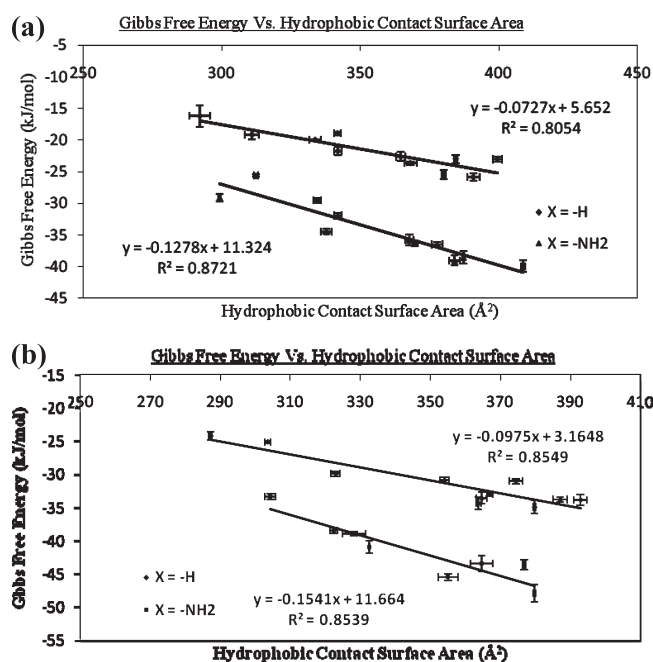 (a)
Gibbs Free Energy Vs. Hydrophobic Contact Surface Area
-5
250 300 350 400 450
-10
-15
-20
-25
-30
-35
-40
-45
Gibbs Free Energy (kJ/mol)
y = -0.0727x + 5.652
R² = 0.8054
y = -0.1278x + 11.324
R² = 0.8721
X = -H
X = -NH2
Hydrophobic Contact Surface Area (Å²)
(b)
Gibbs Free Energy Vs. Hydrophobic Contact Surface Area
-15
250 270 290 310 330 350 370 390 410
-20
-25
-30
-35
-40
-45
-50
-55
Gibbs Free Energy (kJ/mol)
y = -0.0975x + 3.1648
R² = 0.8549
X = -H
X = -NH2
y = -0.1541x + 11.664
R² = 0.8539
Hydrophobic Contact Surface Area (Å²)